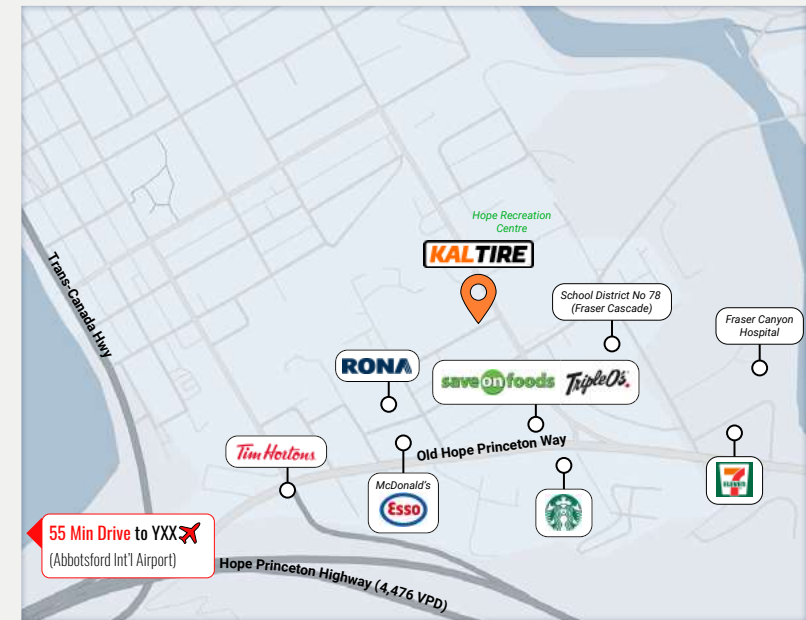 Hope Recreation
Centre
KALTIRE
Trans-Canada Hwy
School District No 78
(Fraser Cascade)
Fraser Canyon
Hospital
RONA
save on foods
Triple O's.
Tim Hortons
Old Hope Princeton Way
McDonald's
Esso
7
ELEVEN
55 Min Drive to YXX
(Abbotsford Int'l Airport)
Hope Princeton Highway (4,476 VPD)